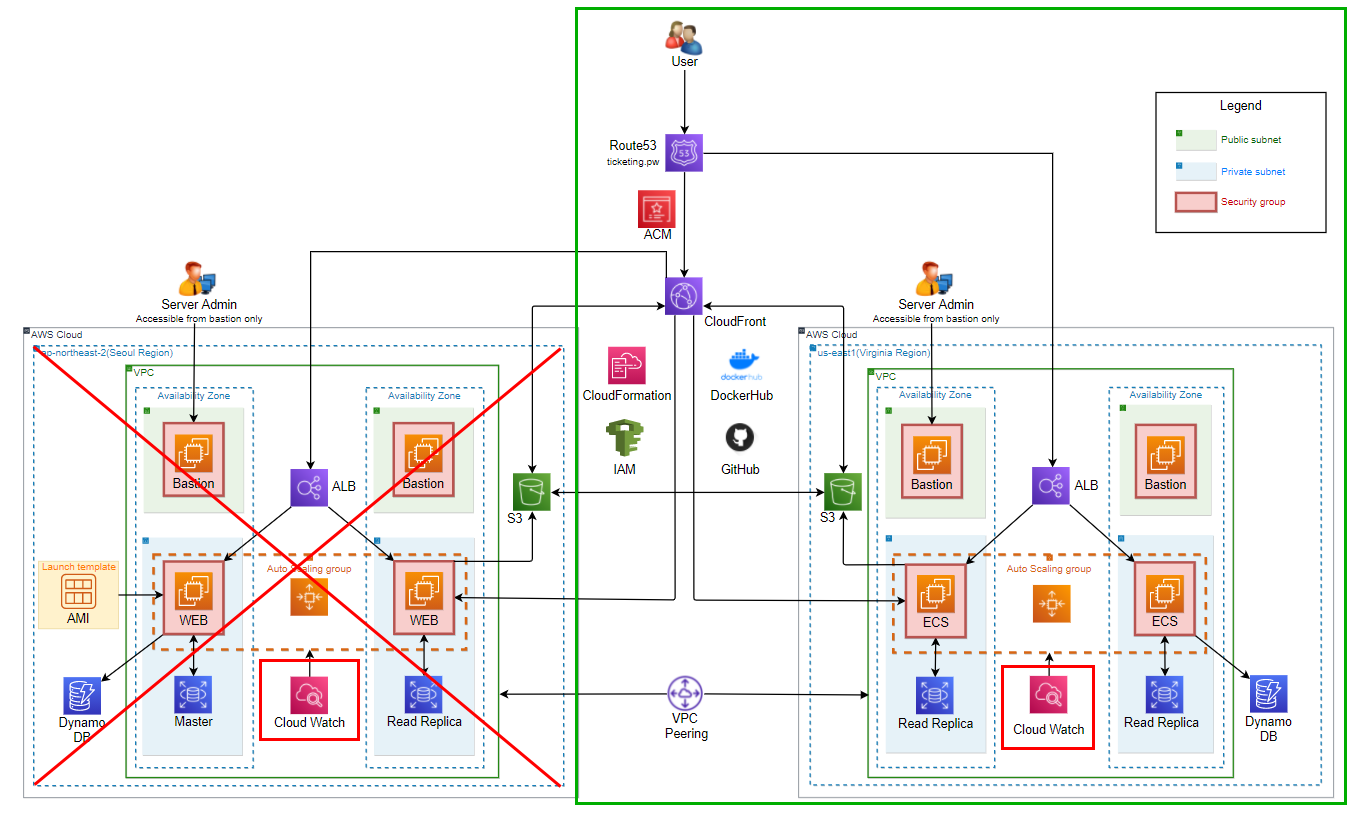 User
Route53
ticketing.pw
53
ACM
Legend
Public subnet
Private subnet
Security group
Server Admin
Accessible from bastion only
CloudFront
Server Admin
Accessible from bastion only
AWS Cloud
ap-northeast-2(Seoul Region)
VPC
Availability Zone
Availability Zone
Bastion
Bastion
ALB
S3
Launch template
AMI
Auto Scaling group
WEB
WEB
Dynamo
DB
Master
Cloud Watch
Read Replica
CloudFormation
dockerhub
DockerHub
IAM
GitHub
VPC
Peering
AWS Cloud
us-east1(Virginia Region)
VPC
Availability Zone
Availability Zone
Bastion
Bastion
ALB
S3
Auto Scaling group
ECS
ECS
Read Replica
Cloud Watch
Read Replica
Dynamo
DB